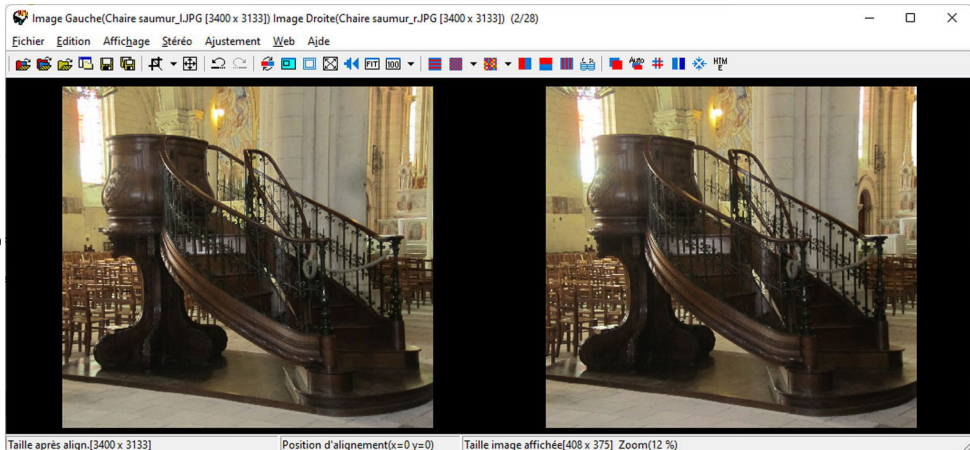 Image Gauche(Chaire saumur_l.JPG [3400 x 3133]) Image Droite(Chaire saumur_r.JPG [3400 x 3133]) (2/28)
Fichier Edition Affichage Stéréo Ajustement Web Aide
FIT 100 Auto HTM E
Taille après align.[3400 x 3133] Position d'alignement(x=0 y=0) Taille image affichée[408 x 375] Zoom(12 %)